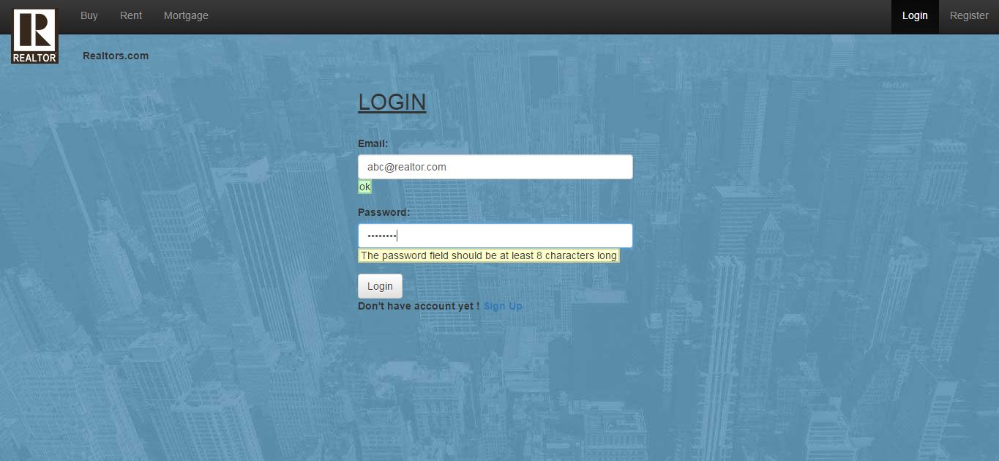 Buy Rent Mortgage Login Register
REALTOR
Realtors.com
LOGIN
Email:
abc@realtor.com
ok
Password:
••••••••
The password field should be at least 8 characters long
Login
Don't have account yet ! Sign Up